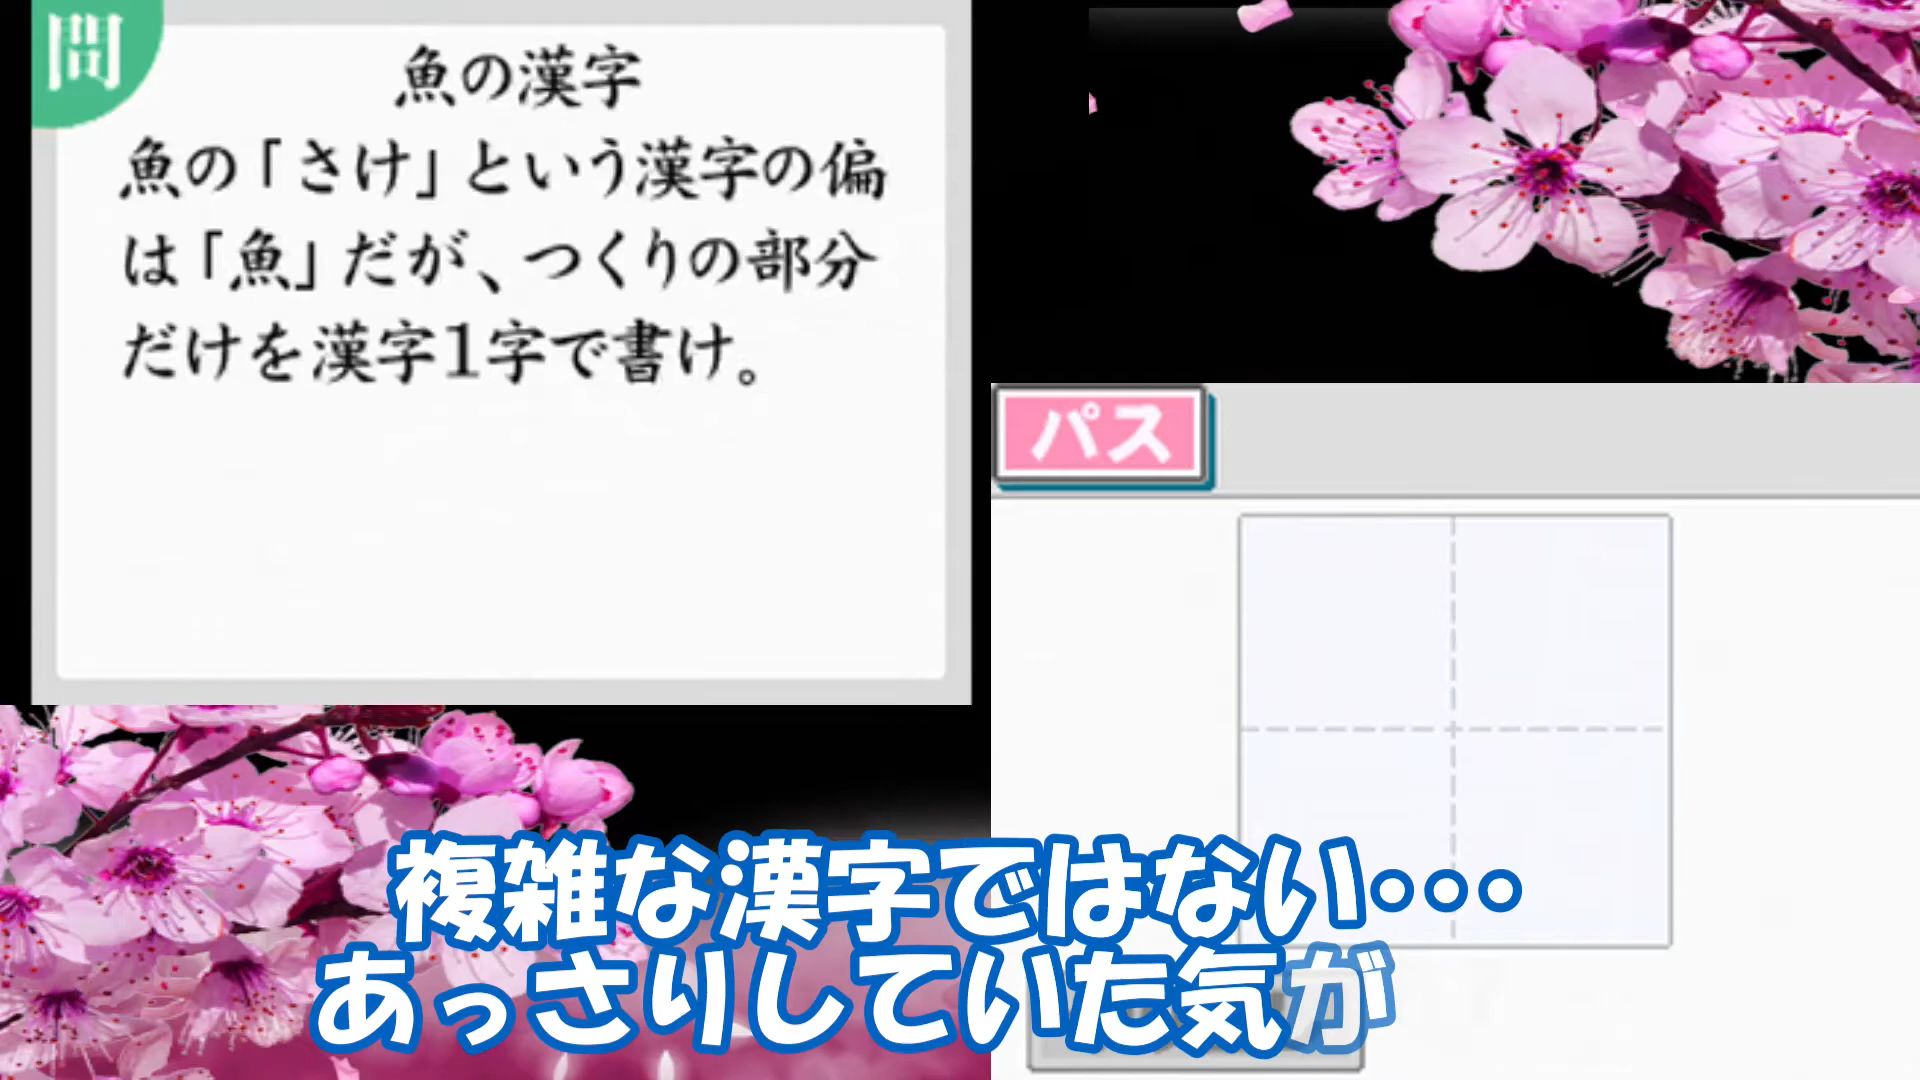 問
魚の漢字
魚の「さけ」という漢字の偏
は「魚」だが、つくりの部分
だけを漢字1字で書け。
パス
複雑な漢字ではない・・・
あっさりしていた気が